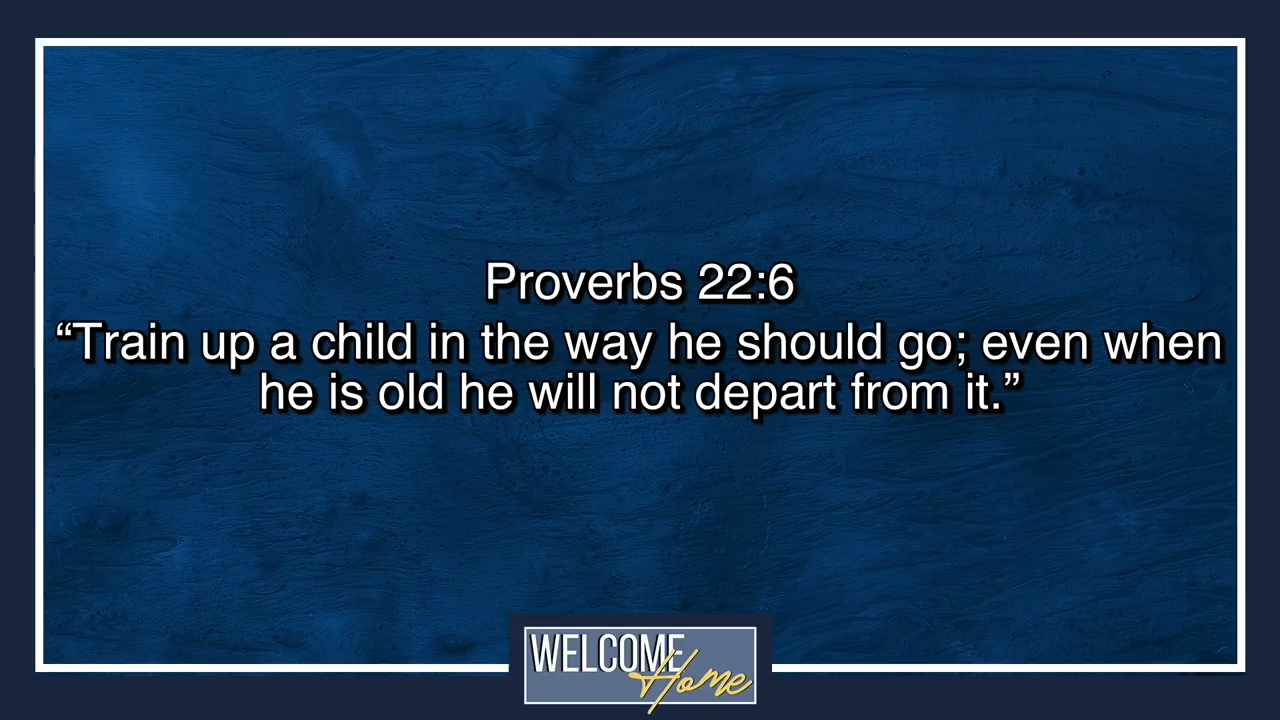 Proverbs 22:6
“Train up a child in the way he should go; even when
he is old he will not depart from it.”
WELCOME
Home